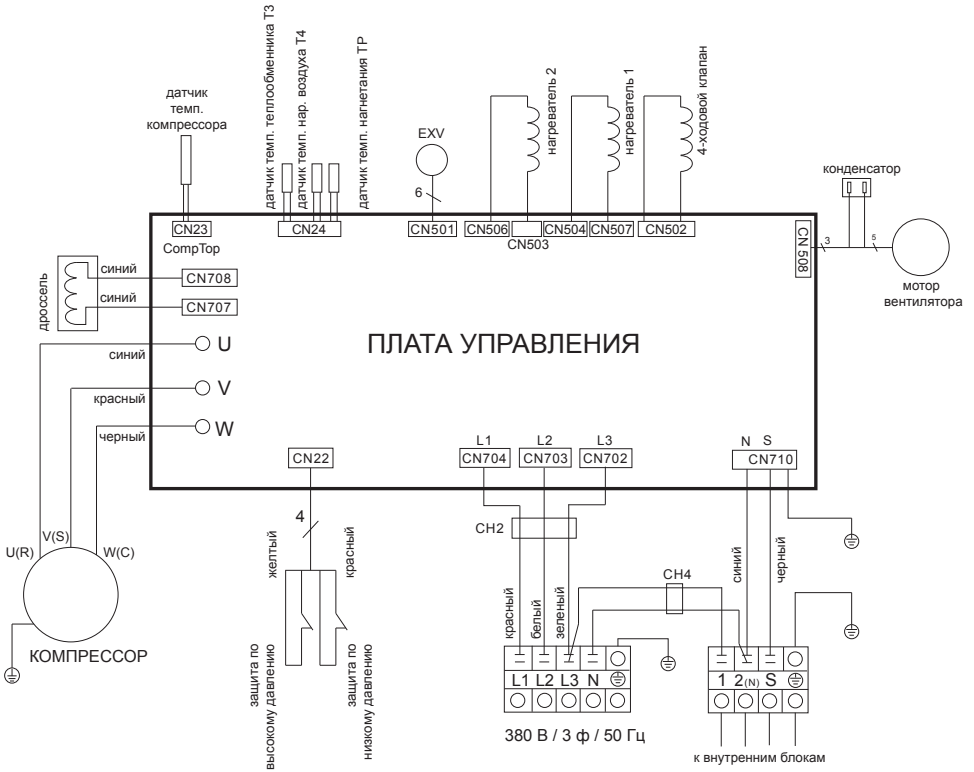 датчик
темп.
компрессора
датчик темп. теплообменника T3
датчик темп. нар. воздуха T4
датчик темп. нагнетания TP
EXV
6
нагреватель 2
нагреватель 1
4-ходовой клапан
конденсатор
CN23
CompTop
CN24
CN501
CN506
CN503
CN504
CN507
CN502
CN 508
3
5
мотор
вентилятора
дроссель
синий
CN708
синий
CN707
синий
U
ПЛАТА УПРАВЛЕНИЯ
красный
V
черный
W
CN22
L1
CN704
L2
CN703
L3
CN702
N S
CN710
4
желтый
красный
CH2
CH4
синий
черный
U(R)
V(S)
W(C)
КОМПРЕССОР
защита по
высокому давлению
защита по
низкому давлению
красный
белый
зеленый
L1 L2 L3 N
380 В / 3 ф / 50 Гц
1 2(N) S
к внутренним блокам